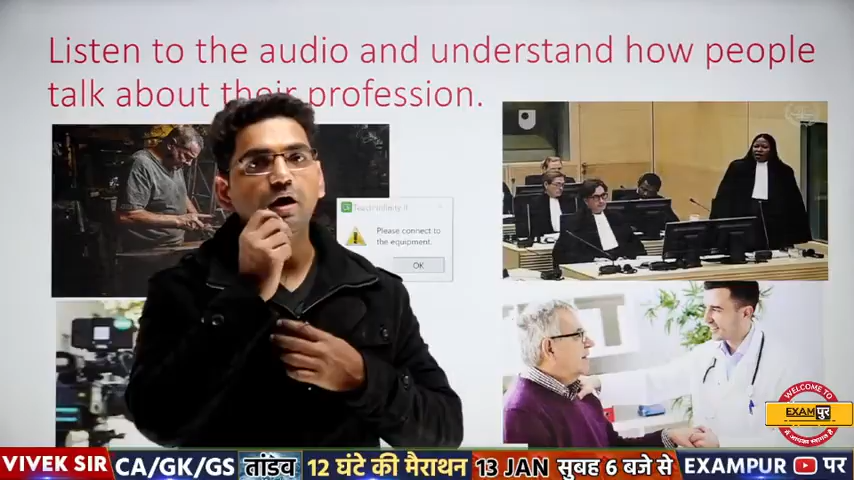 Listen to the audio and understand how people
talk about their profession.
Please connect to
the equipment.
OK
WELCOME TO
EXAMपुर
VIVEK SIR
CA/GK/GS
तांडव
12 घंटे की मैराथन
13 JAN सुबह 6 बजे से
EXAMPUR
पर